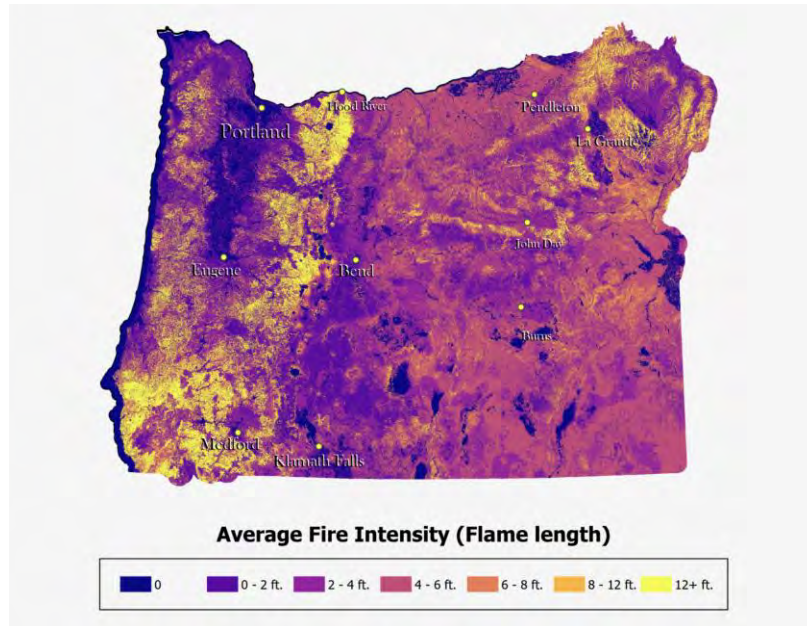 Hood River
Pendleton
Portland
La Grande
John Day
Eugene
Bend
Burns
Medford
Klamath Falls
Average Fire Intensity (Flame length)
0 0 - 2 ft. 2 - 4 ft. 4 - 6 ft. 6 - 8 ft. 8 - 12 ft. 12+ ft.